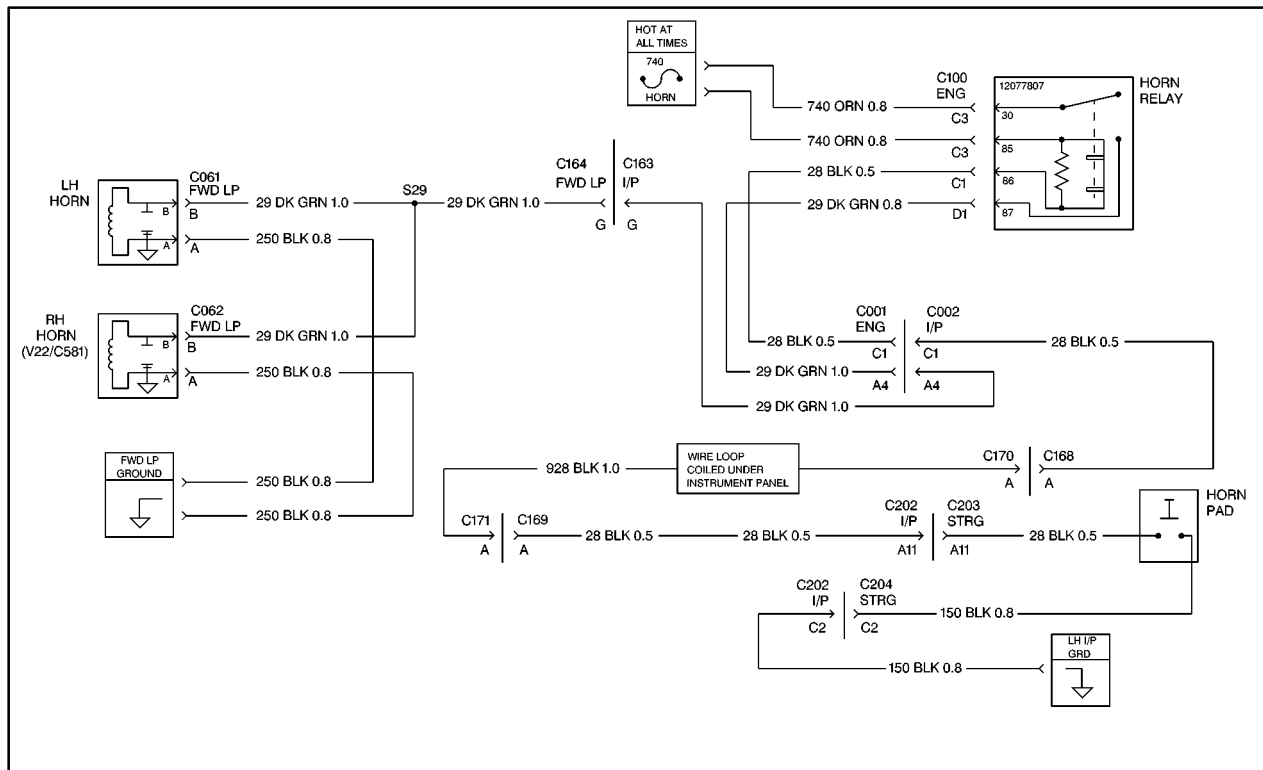 HOT AT
ALL TIMES
740
HORN
C100
ENG
12077807
HORN
RELAY
740 ORN 0.8
C3
30
740 ORN 0.8
C3
85
28 BLK 0.5
C1
86
29 DK GRN 0.8
D1
87
LH
HORN
B
A
C061
FWD LP
B
29 DK GRN 1.0
S29
29 DK GRN 1.0
C164
FWD LP
G
C163
I/P
G
A
250 BLK 0.8
RH
HORN
(V22/C581)
B
A
C062
FWD LP
B
29 DK GRN 1.0
A
250 BLK 0.8
C001
ENG
C002
I/P
28 BLK 0.5
C1
C1
28 BLK 0.5
29 DK GRN 1.0
A4
A4
29 DK GRN 1.0
FWD LP
GROUND
250 BLK 0.8
250 BLK 0.8
928 BLK 1.0
WIRE LOOP
COILED UNDER
INSTRUMENT PANEL
C170
A
C168
A
HORN
PAD
C171
A
C169
A
28 BLK 0.5
28 BLK 0.5
C202
I/P
A11
C203
STRG
A11
28 BLK 0.5
C202
I/P
C2
C204
STRG
C2
150 BLK 0.8
150 BLK 0.8
LH I/P
GRD